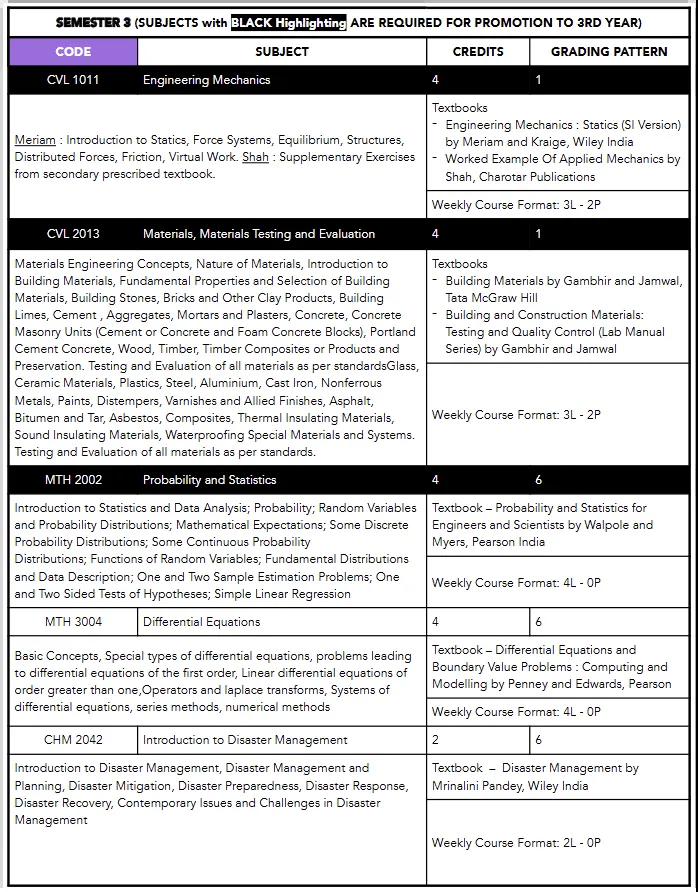 SEMESTER 3 (SUBJECTS with BLACK Highlighting ARE REQUIRED FOR PROMOTION TO 3RD YEAR)
CODE SUBJECT CREDITS GRADING PATTERN
CVL 1011 Engineering Mechanics 4 1
Meriam : Introduction to Statics, Force Systems, Equilibrium, Structures,
Distributed Forces, Friction, Virtual Work. Shah : Supplementary Exercises
from secondary prescribed textbook.
Textbooks
- Engineering Mechanics : Statics (SI Version)
by Meriam and Kraige, Wiley India
- Worked Example Of Applied Mechanics by
Shah, Charotar Publications
Weekly Course Format: 3L - 2P
CVL 2013 Materials, Materials Testing and Evaluation 4 1
Materials Engineering Concepts, Nature of Materials, Introduction to
Building Materials, Fundamental Properties and Selection of Building
Materials, Building Stones, Bricks and Other Clay Products, Building
Limes, Cement , Aggregates, Mortars and Plasters, Concrete, Concrete
Masonry Units (Cement or Concrete and Foam Concrete Blocks), Portland
Cement Concrete, Wood, Timber, Timber Composites or Products and
Preservation. Testing and Evaluation of all materials as per standardsGlass,
Ceramic Materials, Plastics, Steel, Aluminium, Cast Iron, Nonferrous
Metals, Paints, Distempers, Varnishes and Allied Finishes, Asphalt,
Bitumen and Tar, Asbestos, Composites, Thermal Insulating Materials,
Sound Insulating Materials, Waterproofing Special Materials and Systems.
Testing and Evaluation of all materials as per standards.
Textbooks
- Building Materials by Gambhir and Jamwal,
Tata McGraw Hill
- Building and Construction Materials:
Testing and Quality Control (Lab Manual
Series) by Gambhir and Jamwal
Weekly Course Format: 3L - 2P
MTH 2002 Probability and Statistics 4 6
Introduction to Statistics and Data Analysis; Probability; Random Variables
and Probability Distributions; Mathematical Expectations; Some Discrete
Probability Distributions; Some Continuous Probability
Distributions; Functions of Random Variables; Fundamental Distributions
and Data Description; One and Two Sample Estimation Problems; One
and Two Sided Tests of Hypotheses; Simple Linear Regression
Textbook – Probability and Statistics for
Engineers and Scientists by Walpole and
Myers, Pearson India
Weekly Course Format: 4L - 0P
MTH 3004 Differential Equations 4 6
Basic Concepts, Special types of differential equations, problems leading
to differential equations of the first order, Linear differential equations of
order greater than one,Operators and laplace transforms, Systems of
differential equations, series methods, numerical methods
Textbook – Differential Equations and
Boundary Value Problems : Computing and
Modelling by Penney and Edwards, Pearson
Weekly Course Format: 4L - 0P
CHM 2042 Introduction to Disaster Management 2 6
Introduction to Disaster Management, Disaster Management and
Planning, Disaster Mitigation, Disaster Preparedness, Disaster Response,
Disaster Recovery, Contemporary Issues and Challenges in Disaster
Management
Textbook – Disaster Management by
Mrinalini Pandey, Wiley India
Weekly Course Format: 2L - 0P